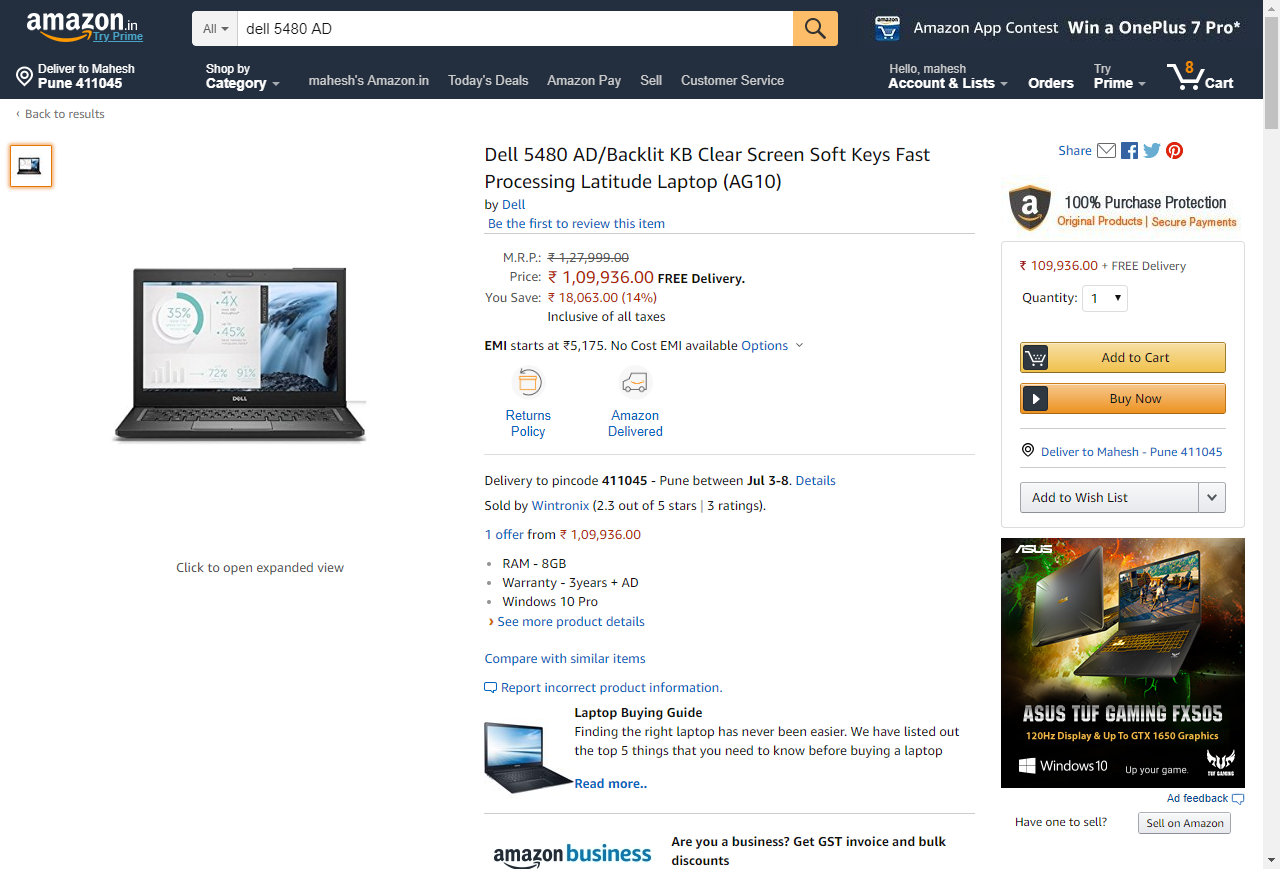 amazon.in
Try Prime
All
dell 5480 AD
Amazon App Contest Win a OnePlus 7 Pro*
Deliver to Mahesh
Pune 411045
Shop by
Category
mahesh's Amazon.in
Today's Deals
Amazon Pay
Sell
Customer Service
Hello, mahesh
Account & Lists
Orders
Try
Prime
8
Cart
‹ Back to results
Dell 5480 AD/Backlit KB Clear Screen Soft Keys Fast
Processing Latitude Laptop (AG10)
by Dell
Be the first to review this item
M.R.P.: ₹ 1,27,999.00
Price: ₹ 1,09,936.00 FREE Delivery.
You Save: ₹ 18,063.00 (14%)
Inclusive of all taxes
EMI starts at ₹5,175. No Cost EMI available Options
Returns
Policy
Amazon
Delivered
Delivery to pincode 411045 - Pune between Jul 3-8. Details
Sold by Wintronix (2.3 out of 5 stars | 3 ratings).
1 offer from ₹ 1,09,936.00
• RAM - 8GB
• Warranty - 3years + AD
• Windows 10 Pro
› See more product details
Compare with similar items
Report incorrect product information.
Laptop Buying Guide
Finding the right laptop has never been easier. We have listed out
the top 5 things that you need to know before buying a laptop
Read more..
amazon business
Are you a business? Get GST invoice and bulk
discounts
35%
4X
45%
72% 91%
DELL
Click to open expanded view
Share
100% Purchase Protection
Original Products | Secure Payments
₹ 109,936.00 + FREE Delivery
Quantity: 1
Add to Cart
Buy Now
Deliver to Mahesh - Pune 411045
Add to Wish List
ASUS
ASUS TUF GAMING FX505
120Hz Display & Up To GTX 1650 Graphics
Windows 10
Up your game.
TUF GAMING
Ad feedback
Have one to sell?
Sell on Amazon